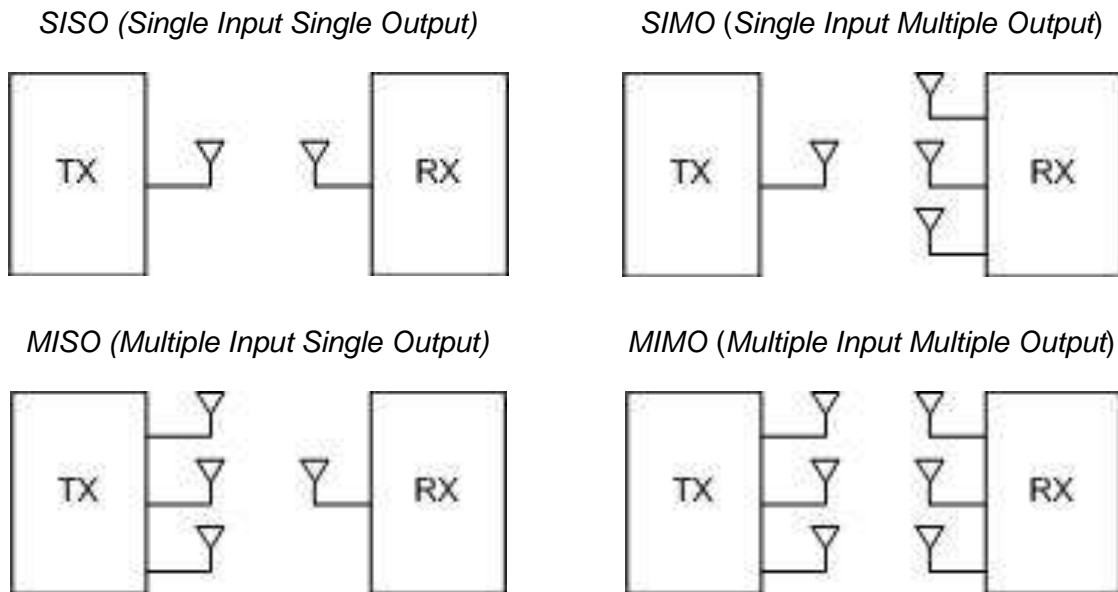 SISO (Single Input Single Output)
SIMO (Single Input Multiple Output)
TX
RX
TX
RX
MISO (Multiple Input Single Output)
MIMO (Multiple Input Multiple Output)
TX
RX
TX
RX